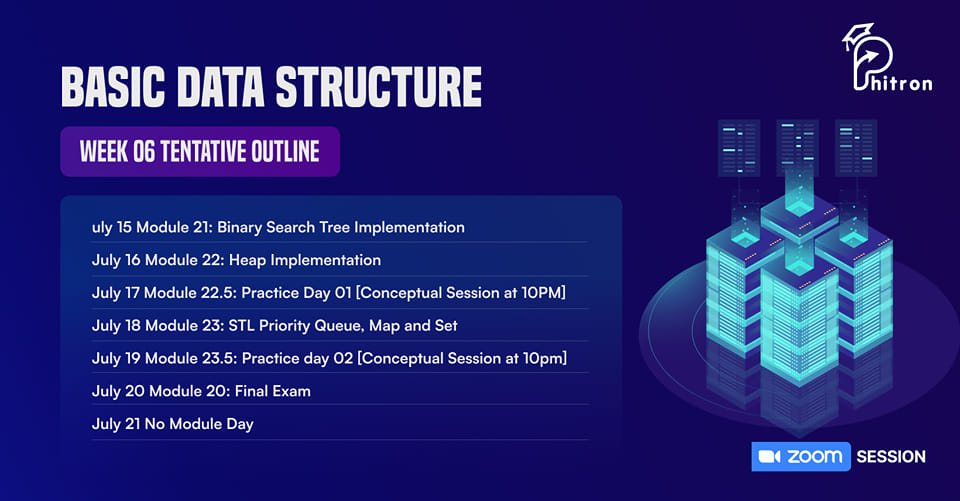 Phitron
BASIC DATA STRUCTURE
WEEK 06 TENTATIVE OUTLINE
uly 15 Module 21: Binary Search Tree Implementation
July 16 Module 22: Heap Implementation
July 17 Module 22.5: Practice Day 01 [Conceptual Session at 10PM]
July 18 Module 23: STL Priority Queue, Map and Set
July 19 Module 23.5: Practice day 02 [Conceptual Session at 10pm]
July 20 Module 20: Final Exam
July 21 No Module Day
zoom SESSION